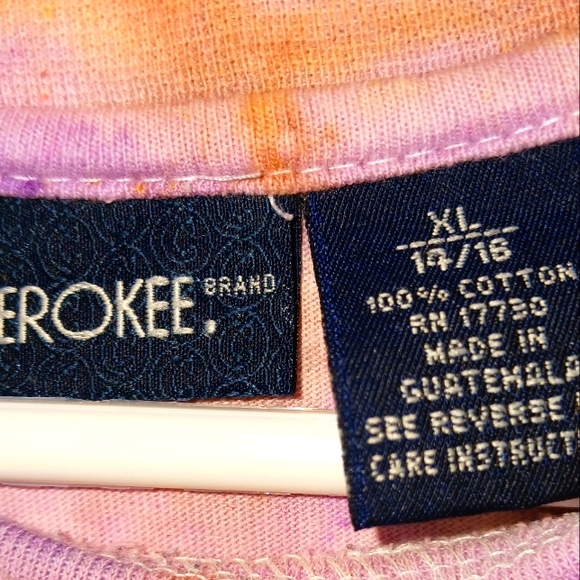 EROKEE.
BRAND
XL
14/16
100% COTTON
RN 17730
MADE IN
GUATEMALA
SEE REVERSE
CARE INSTRUCT